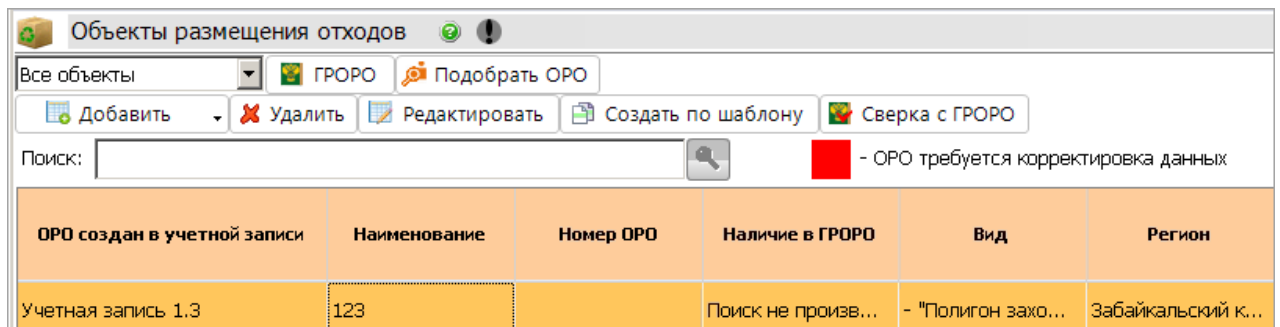 Объекты размещения отходов
Все объекты ГРОРО Подобрать ОРО
Добавить Удалить Редактировать Создать по шаблону Сверка с ГРОРО
Поиск: - ОРО требуется корректировка данных
ОРО создан в учетной записи Наименование Номер ОРО Наличие в ГРОРО Вид Регион
Учетная запись 1.3 123 Поиск не произв... - "Полигон захо... Забайкальский к...